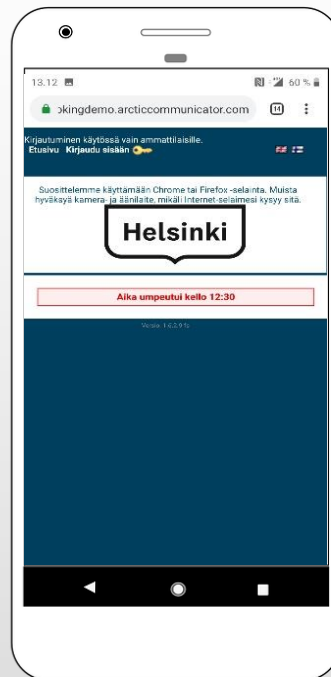 13.12
60 %
okingdemo.arcticcommunicator.com
14
Kirjautuminen käytössä vain ammattilaisille.
Etusivu Kirjaudu sisään
Suosittelemme käyttämään Chrome tai Firefox -selainta. Muista
hyväksyä kamera- ja äänilaite, mikäli Internet-selaimesi kysyy sitä.
Helsinki
Aika umpeutui kello 12:30